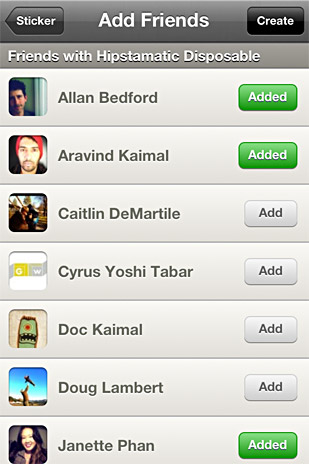 Sticker Add Friends Create
Friends with Hipstamatic Disposable
Allan Bedford Added
Aravind Kaimal Added
Caitlin DeMartile Add
G W Cyrus Yoshi Tabar Add
Doc Kaimal Add
Doug Lambert Add
Janette Phan Added